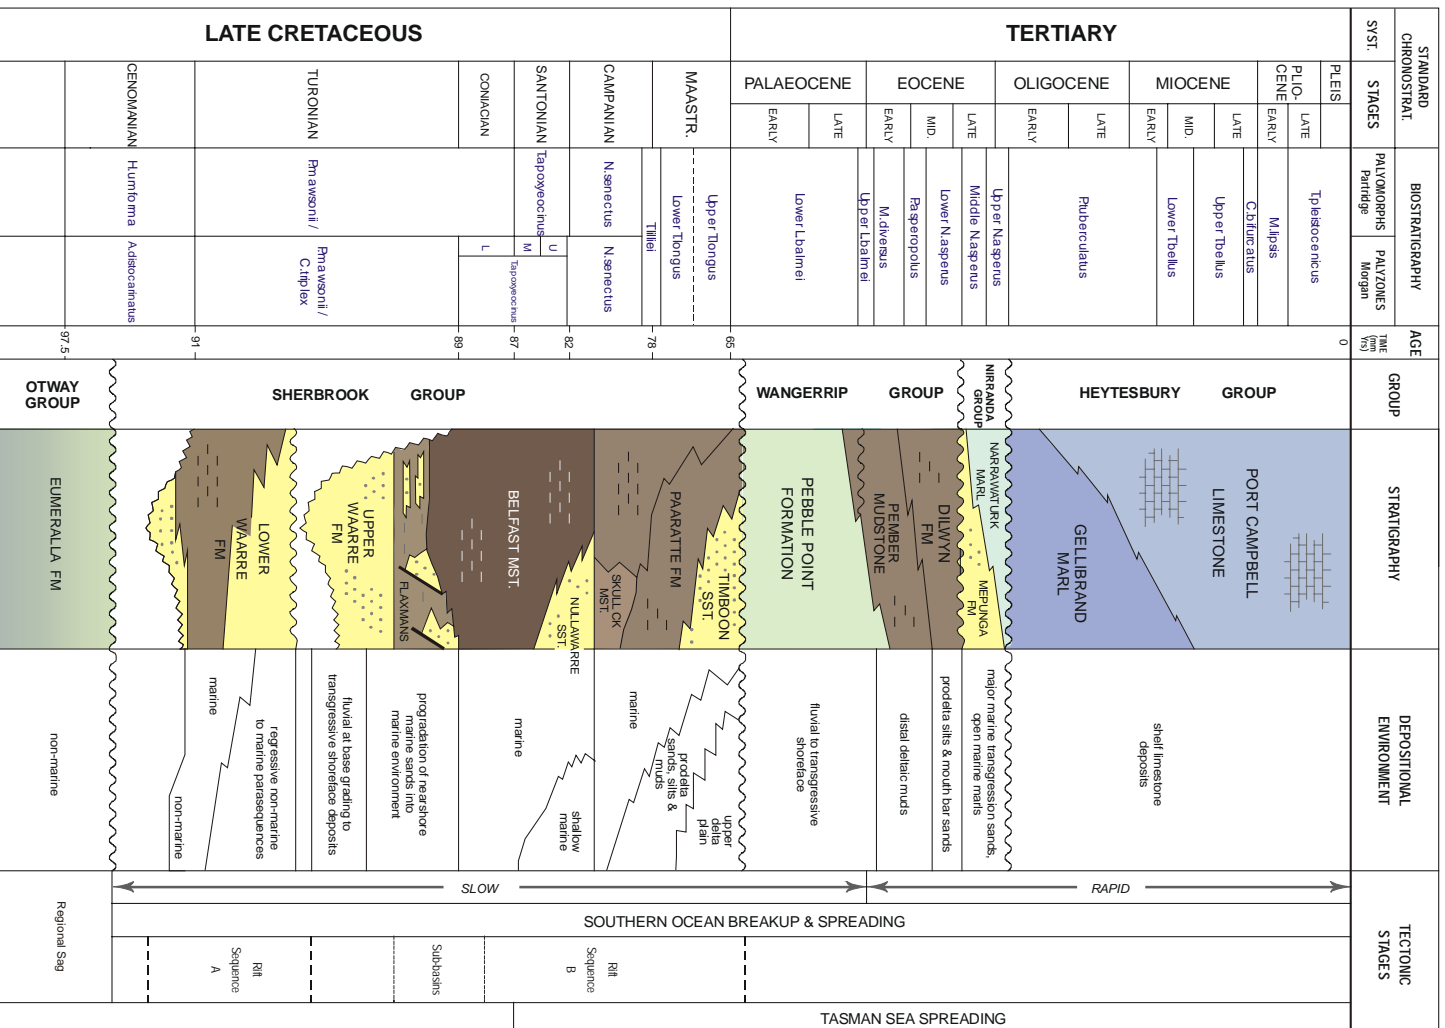 LATE CRETACEOUS
TERTIARY
SYST.
STANDARD
CHRONOSTRAT.
CENOMANIAN
TURONIAN
CONIACIAN
SANTONIAN
CAMPANIAN
MAASTR.
PALAEOCENE
EOCENE
OLIGOCENE
MIOCENE
PLIO-
CENE
PLEIS
STAGES
EARLY
LATE
EARLY
MID.
LATE
EARLY
LATE
EARLY
MID.
LATE
EARLY
LATE
H.urnforma
P.mawsonii /
T.apoxyeocinus
N.senectus
T.lilliei
Lower T.longus
Upper T.longus
Lower L.balmei
Upper L.balmei
M.diversus
P.asperopolus
Lower N.asperus
Middle N.asperus
Upper N.asperus
P.tuberculatus
Lower T.bellus
Upper T.bellus
C.bifurcatus
M.lipsis
T.pleistocenicus
PALYOMORPHS
Partridge
BIOSTRATIGRAPHY
A.distocarinatus
P.mawsonii /
C.triplex
L
M
U
T.apoxyeocinus
N.senectus
PALYZONES
Morgan
97.5
91
89
87
82
78
65
0
TIME
(mm
Yrs)
AGE
OTWAY
GROUP
SHERBROOK GROUP
WANGERRIP GROUP
NIRRANDA
GROUP
HEYTESBURY GROUP
GROUP
EUMERALLA FM
LOWER
WAARRE
FM
UPPER
WAARRE
FM
FLAXMANS
BELFAST MST.
NULLAWARRE
SST.
SKULL CK
MST.
PAARATTE FM
TIMBOON
SST.
PEBBLE POINT
FORMATION
PEMBER
MUDSTONE
DILWYN
FM
NARRAWATURK
MARL
MEPUNGA
FM
GELLIBRAND
MARL
PORT CAMPBELL
LIMESTONE
STRATIGRAPHY
non-marine
non-marine
marine
regressive non-marine
to marine parasequences
fluvial at base grading to
transgressive shoreface deposits
progradation of nearshore
marine sands into
marine environment
marine
shallow
marine
marine
prodelta
sands, silts &
muds
upper
delta
plain
fluvial to transgressive
shoreface
distal deltaic muds
prodelta silts & mouth bar sands
major marine transgression sands,
open marine marls
shelf limestone
deposits
DEPOSITIONAL
ENVIRONMENT
SLOW
RAPID
SOUTHERN OCEAN BREAKUP & SPREADING
Regional Sag
Rift
Sequence
A
Sub-basins
Rift
Sequence
B
TECTONIC
STAGES
TASMAN SEA SPREADING